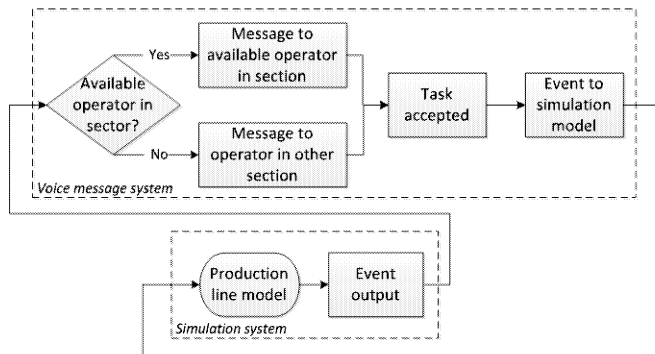 Available
operator in
sector?
Yes
Message to
available operator
in section
No
Message to
operator in other
section
Task
accepted
Event to
simulation
model
Voice message system
Production
line model
Event
output
Simulation system